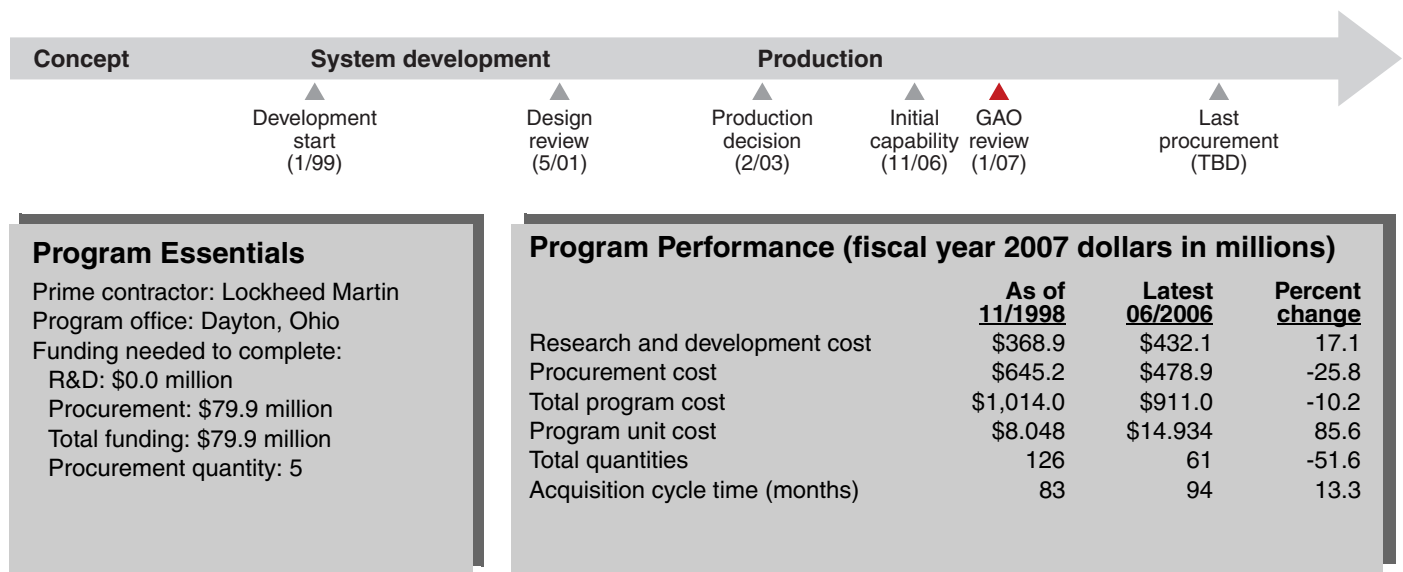 Concept System development Production
Development start (1/99)
Design review (5/01)
Production decision (2/03)
Initial capability (11/06)
GAO review (1/07)
Last procurement (TBD)
Program Essentials
Prime contractor: Lockheed Martin
Program office: Dayton, Ohio
Funding needed to complete:
R&D: $0.0 million
Procurement: $79.9 million
Total funding: $79.9 million
Procurement quantity: 5
Program Performance (fiscal year 2007 dollars in millions)
As of 11/1998 Latest 06/2006 Percent change
Research and development cost $368.9 $432.1 17.1
Procurement cost $645.2 $478.9 -25.8
Total program cost $1,014.0 $911.0 -10.2
Program unit cost $8.048 $14.934 85.6
Total quantities 126 61 -51.6
Acquisition cycle time (months) 83 94 13.3